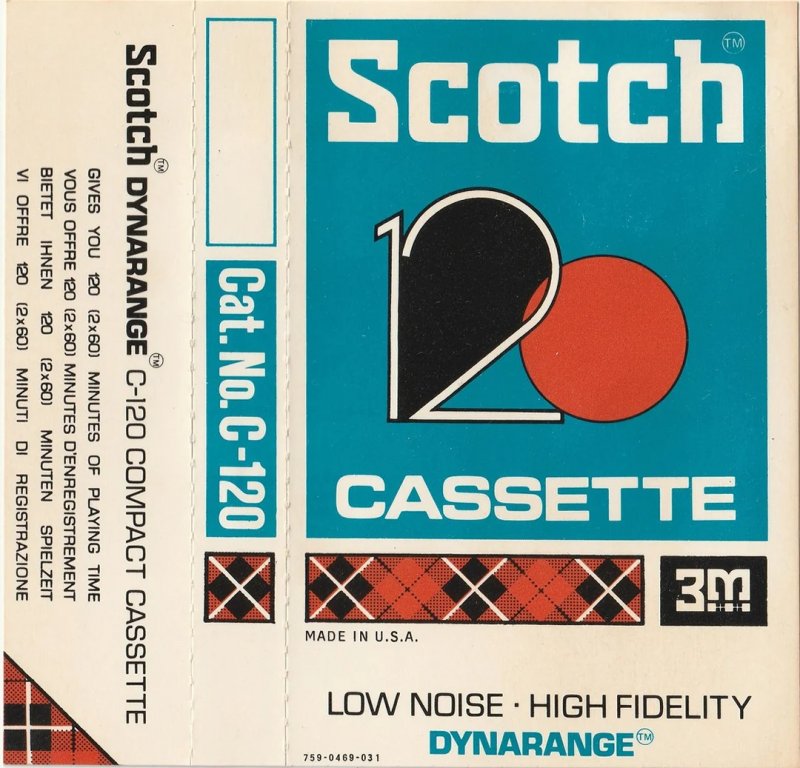 Scotch™ DYNARANGE™ C-120 COMPACT CASSETTE
GIVES YOU 120 (2x60) MINUTES OF PLAYING TIME
VOUS OFFRE 120 (2x60) MINUTES D'ENREGISTREMENT
BIETET IHNEN 120 (2x60) MINUTEN SPIELZEIT
VI OFFRE 120 (2x60) MINUTI DI REGISTRAZIONE
Cat. No. C-120
Scotch™
120
CASSETTE
3M
MADE IN U.S.A.
LOW NOISE · HIGH FIDELITY
DYNARANGE™
759-0469-031